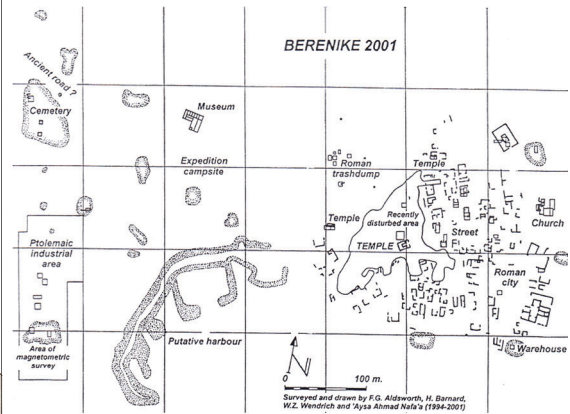 BERENIKE 2001
Ancient road ?
Cemetery
Museum
Expedition
campsite
Roman
trashdump
Temple
Temple
Recently
disturbed area
TEMPLE
Street
Church
Ptolemaic
industrial
area
Roman
city
Putative harbour
Area of
magnetometric
survey
Warehouse
0 100 m.
Surveyed and drawn by F.G. Aldsworth, H. Barnard,
W.Z. Wendrich and 'Aysa Ahmad Nafa'a (1994-2001)